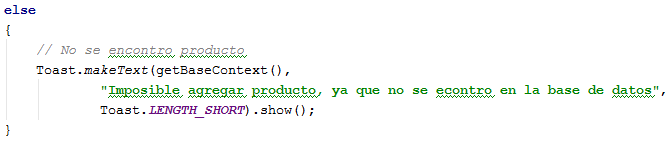 else
{
// No se encontro producto
Toast.makeText(getBaseContext(),
"Imposible agregar producto, ya que no se econtro en la base de datos",
Toast.LENGTH_SHORT).show();
}